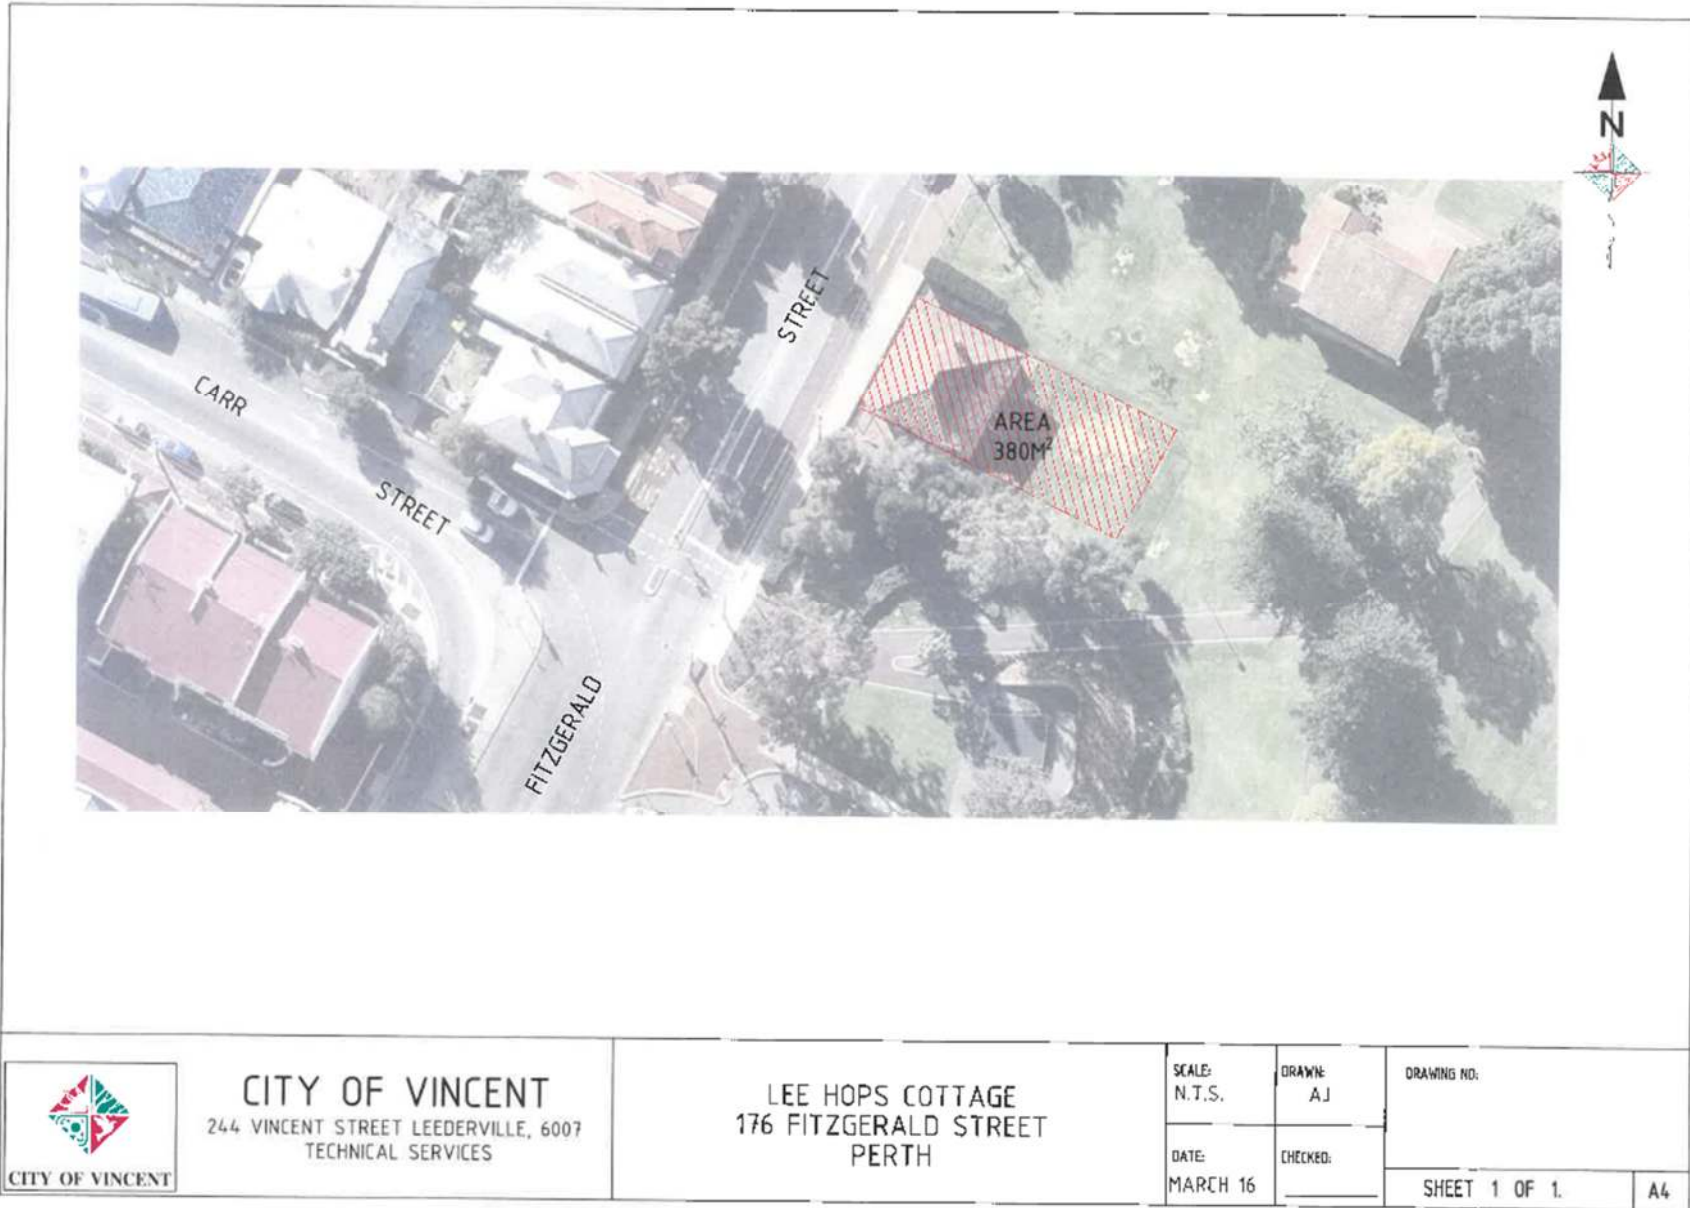 N
STREET
CARR
STREET
AREA
380M²
FITZGERALD
CITY OF VINCENT
CITY OF VINCENT
244 VINCENT STREET LEEDERVILLE, 6007
TECHNICAL SERVICES
LEE HOPS COTTAGE
176 FITZGERALD STREET
PERTH
SCALE:
N.T.S.
DRAWN:
AJ
DATE:
MARCH 16
CHECKED:
DRAWING NO:
SHEET 1 OF 1.
A4